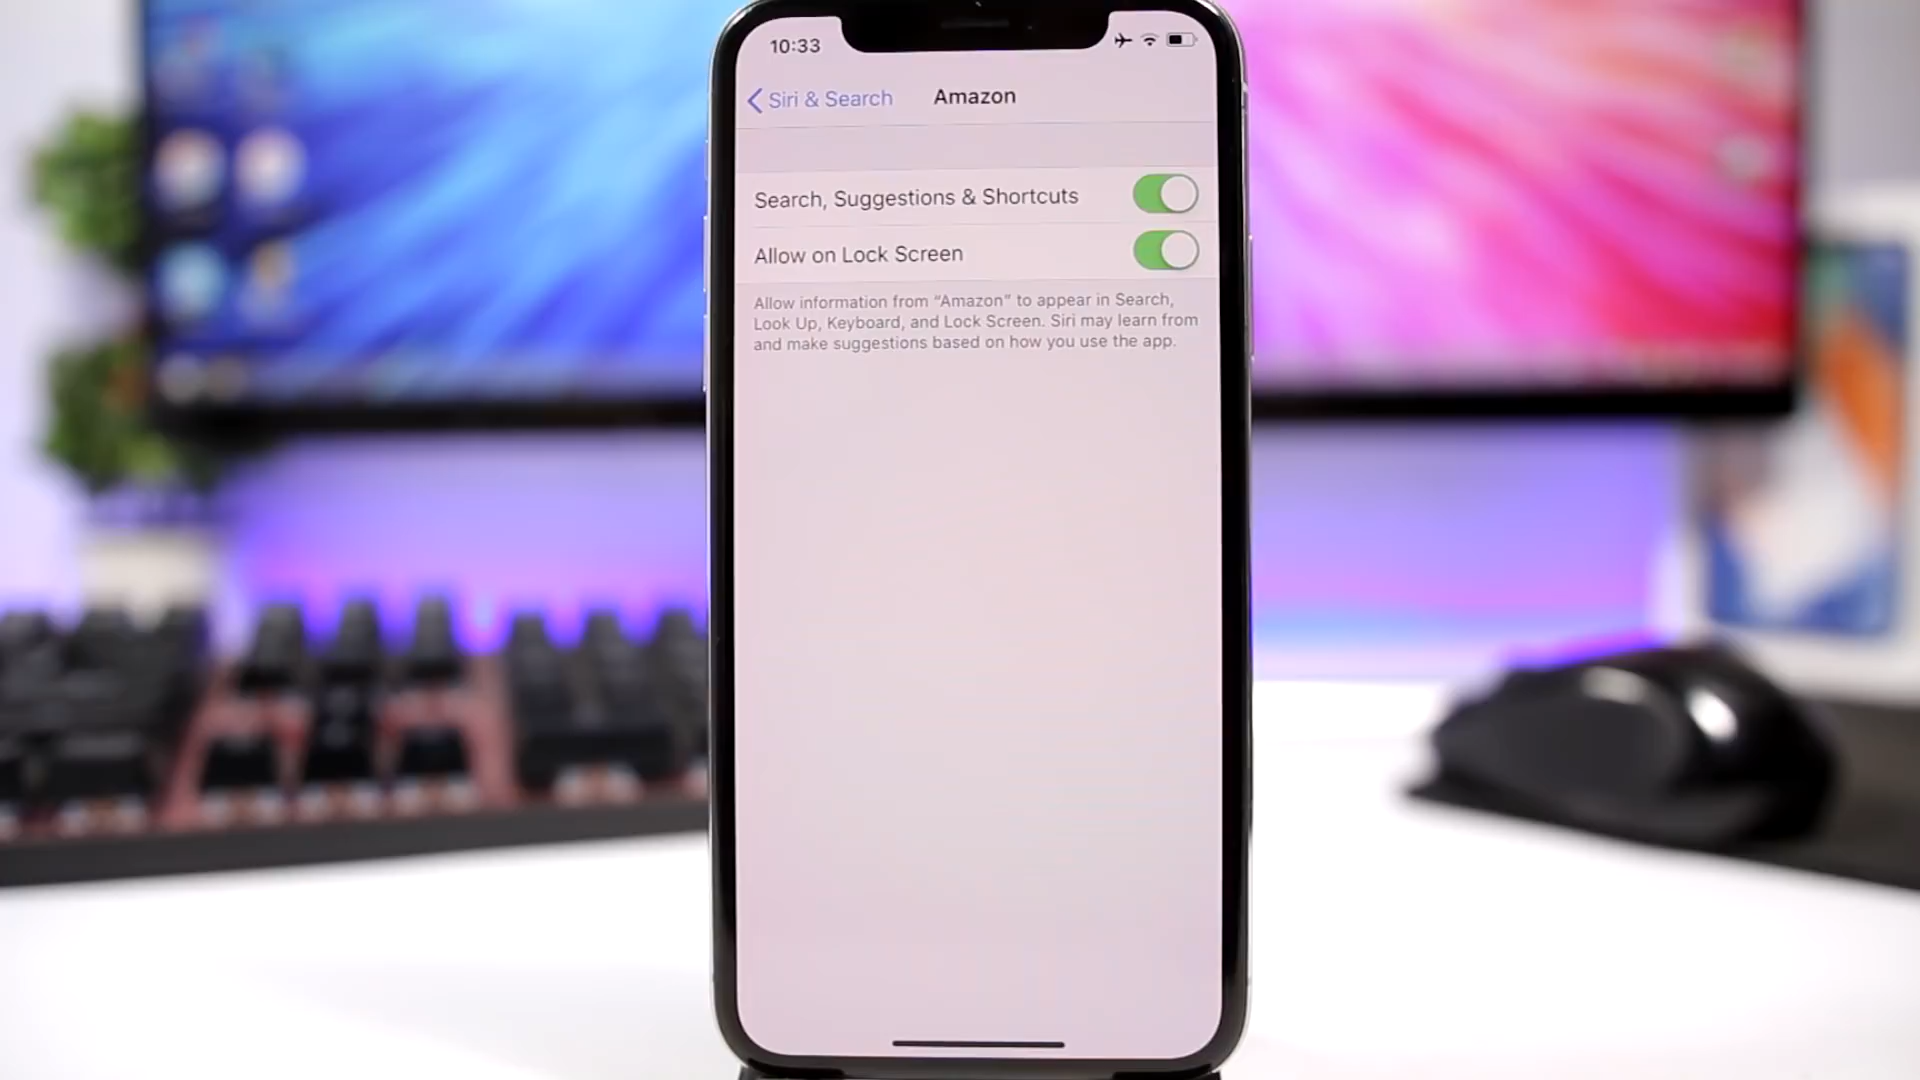 10:33
Siri & Search
Amazon
Search, Suggestions & Shortcuts
Allow on Lock Screen
Allow information from “Amazon” to appear in Search,
Look Up, Keyboard, and Lock Screen. Siri may learn from
and make suggestions based on how you use the app.